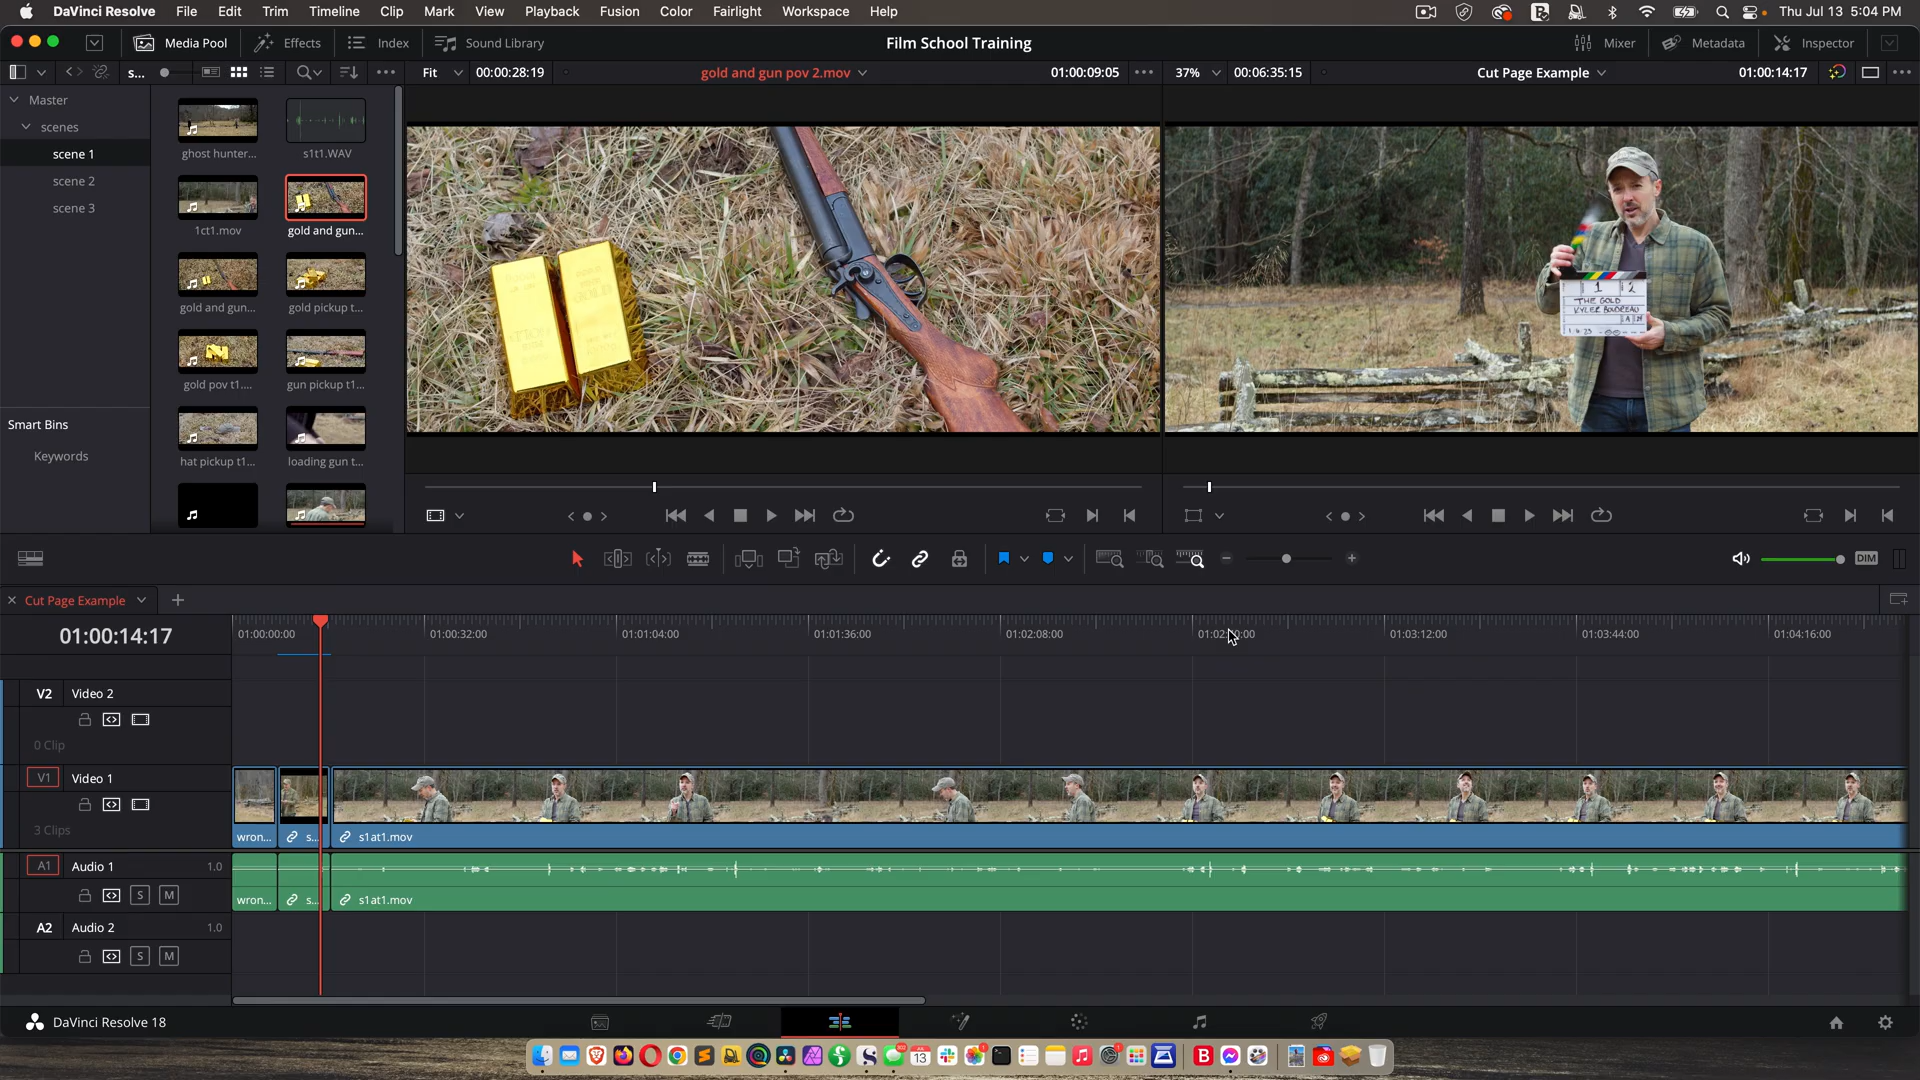 DaVinci Resolve File Edit Trim Timeline Clip Mark View Playback Fusion Color Fairlight Workspace Help Thu Jul 13 5:04 PM
Media Pool Effects Index Sound Library Film School Training Mixer Metadata Inspector
s... Fit 00:00:28:19 gold and gun pov 2.mov 01:00:09:05 37% 00:06:35:15 Cut Page Example 01:00:14:17
Master
scenes
scene 1
scene 2
scene 3
Smart Bins
Keywords
ghost hunter... s1t1.WAV
1ct1.mov gold and gun...
gold and gun... gold pickup t...
gold pov t1.... gun pickup t1...
hat pickup t1... loading gun t...
GOLD
1 2
THE GOLD
KYLER BOUDREAU
DIM
Cut Page Example
01:00:14:17
01:00:00:00 01:00:32:00 01:01:04:00 01:01:36:00 01:02:08:00 01:03:12:00 01:03:44:00 01:04:16:00
V2 Video 2
0 Clip
V1 Video 1
3 Clips
wron... s... s1at1.mov
A1 Audio 1 1.0
S M
wron... s... s1at1.mov
A2 Audio 2 1.0
S M
DaVinci Resolve 18